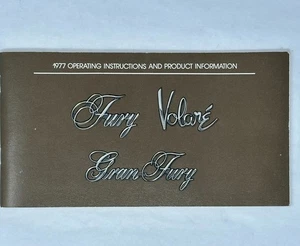 1977 OPERATING INSTRUCTIONS AND PRODUCT INFORMATION
Fury Volaré
Gran Fury